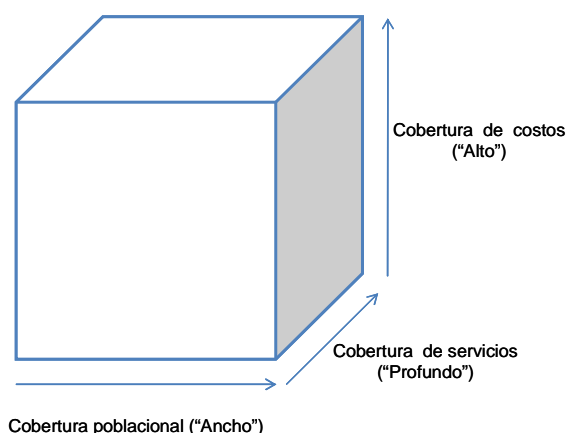 Cobertura de costos
(“Alto”)
Cobertura de servicios
(“Profundo”)
Cobertura poblacional (“Ancho”)